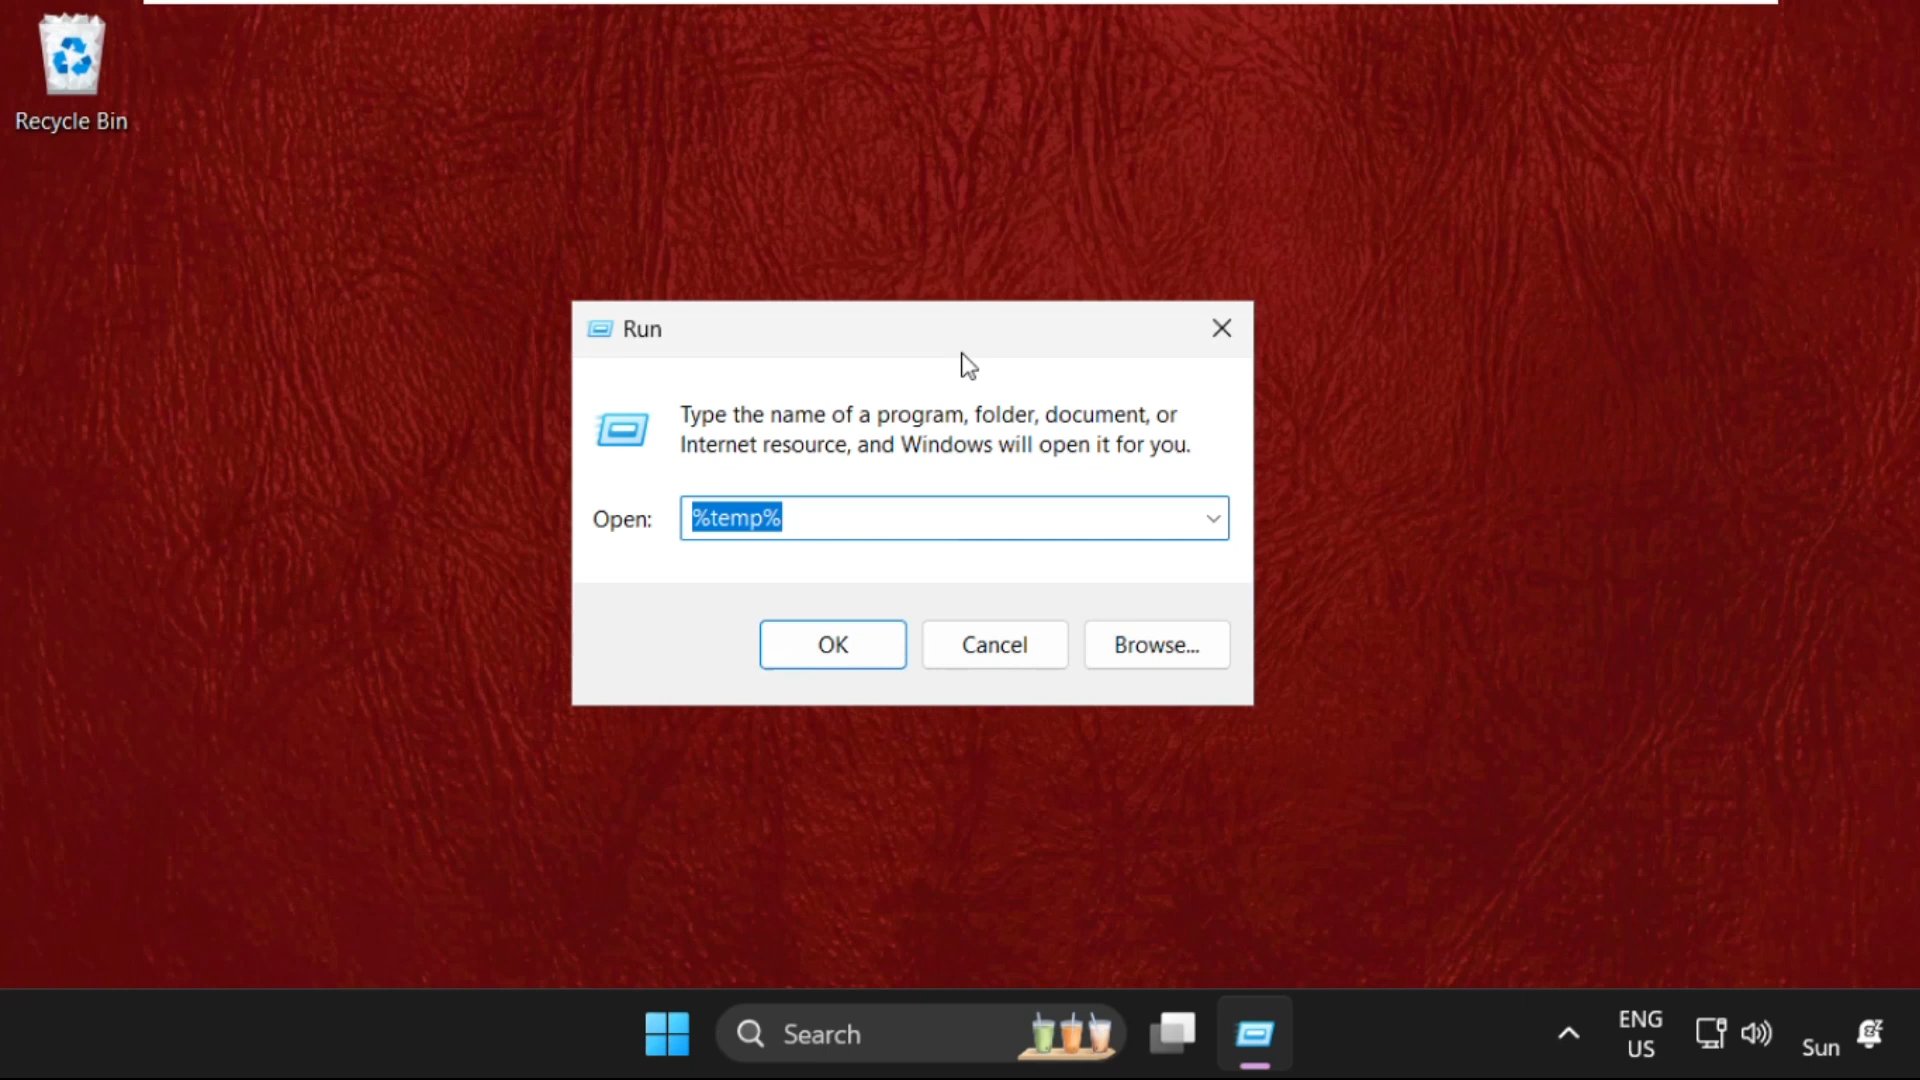 Recycle Bin
Run
Type the name of a program, folder, document, or
Internet resource, and Windows will open it for you.
Open:
%temp%
OK
Cancel
Browse...
Search
ENG
US
Sun